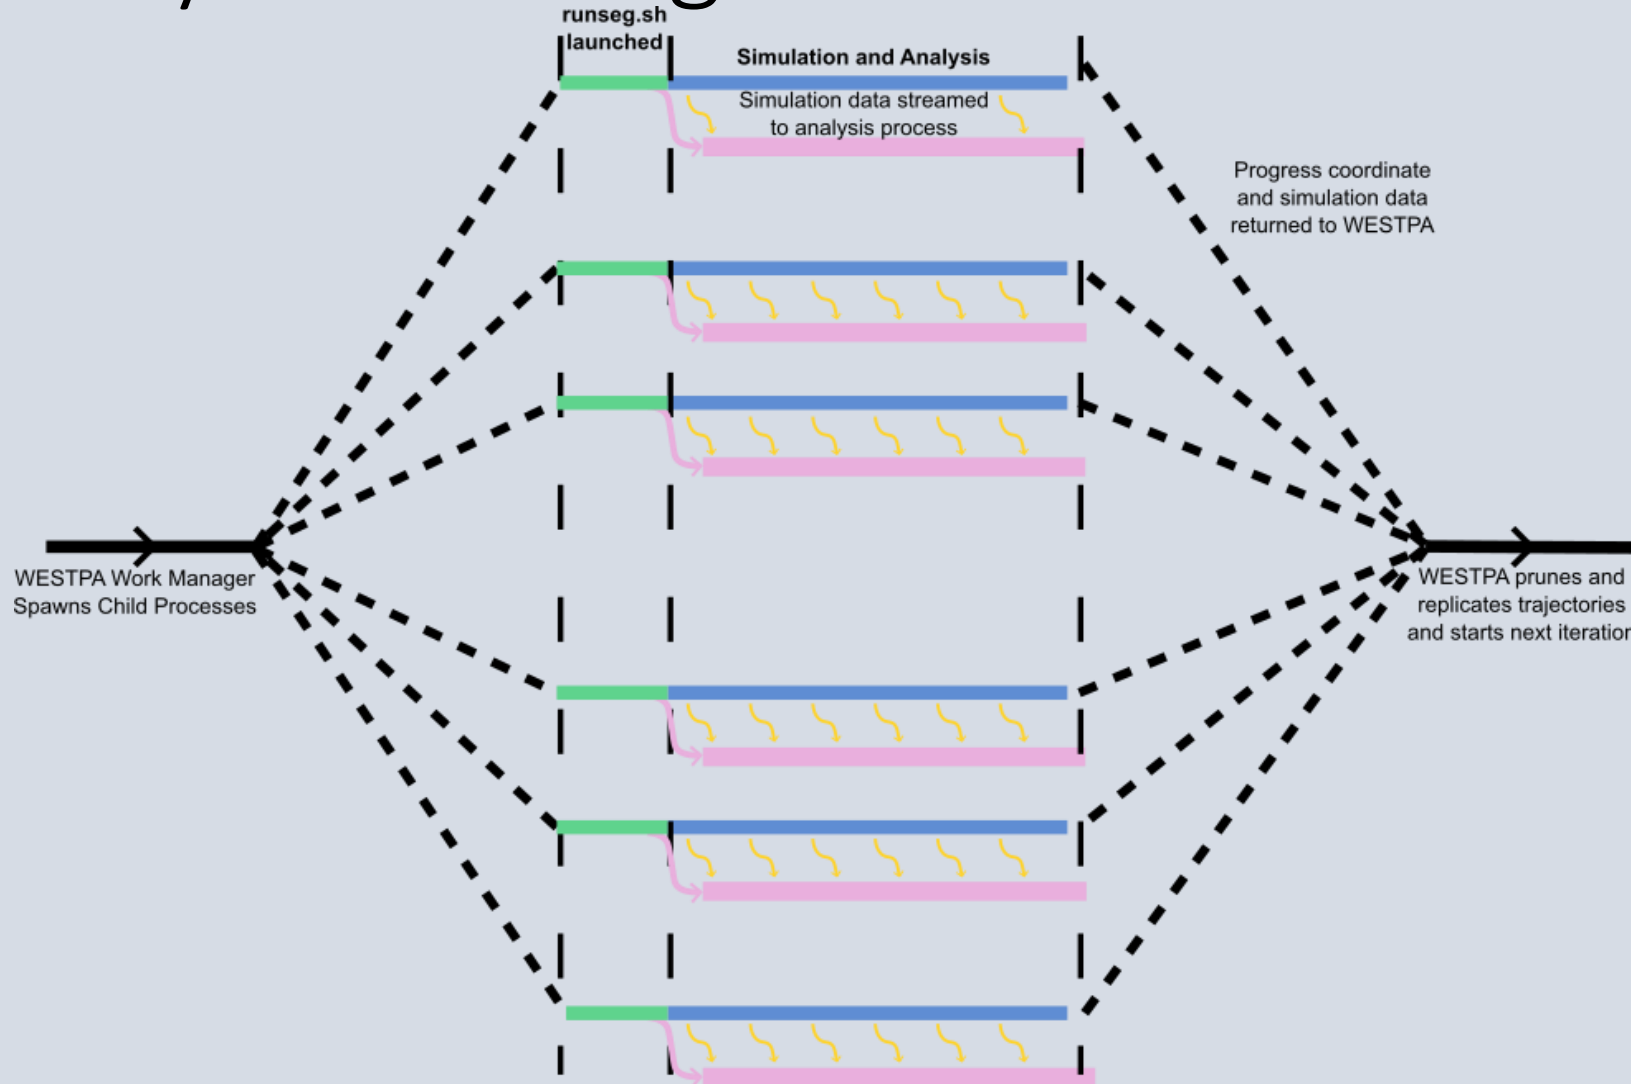 runseg.sh
launched
Simulation and Analysis
Simulation data streamed
to analysis process
Progress coordinate
and simulation data
returned to WESTPA
WESTPA Work Manager
Spawns Child Processes
WESTPA prunes and
replicates trajectories
and starts next iteration